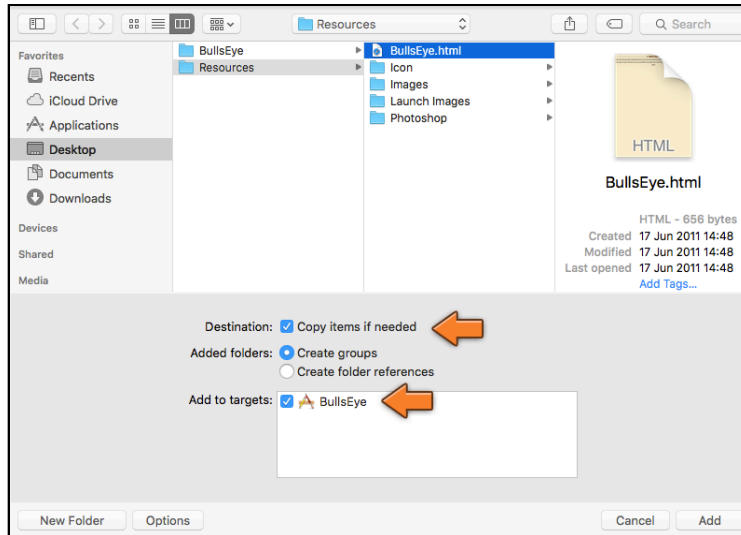 Resources
Search
Favorites
Recents
iCloud Drive
Applications
Desktop
Documents
Downloads
Devices
Shared
Media
BullsEye
Resources
BullsEye.html
Icon
Images
Launch Images
Photoshop
HTML
BullsEye.html
HTML - 656 bytes
Created 17 Jun 2011 14:48
Modified 17 Jun 2011 14:48
Last opened 17 Jun 2011 14:48
Add Tags...
Destination: Copy items if needed
Added folders: Create groups
Create folder references
Add to targets: BullsEye
New Folder Options Cancel Add